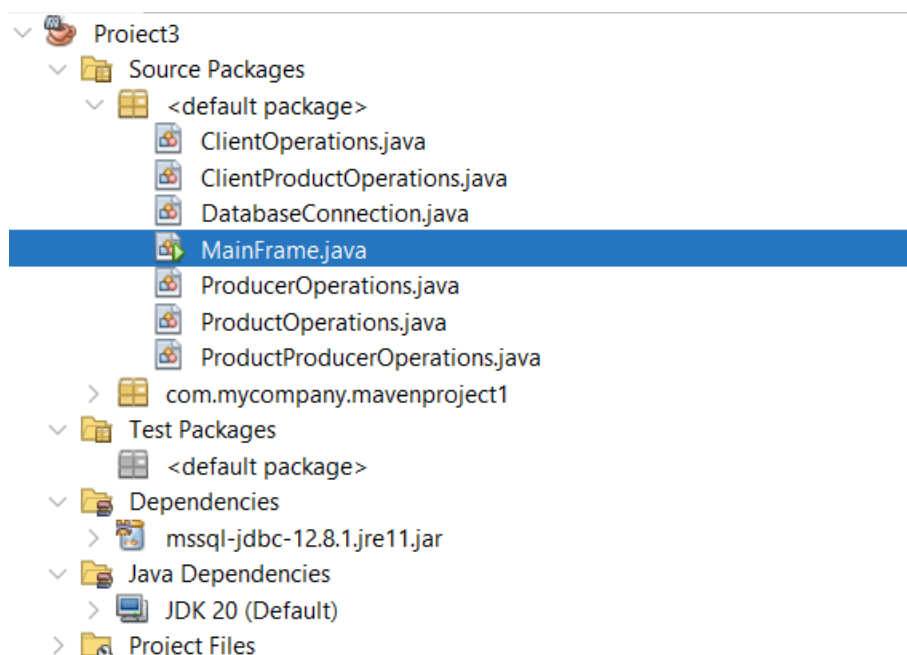 Proiect3
Source Packages
<default package>
ClientOperations.java
ClientProductOperations.java
DatabaseConnection.java
MainFrame.java
ProducerOperations.java
ProductOperations.java
ProductProducerOperations.java
com.mycompany.mavenproject1
Test Packages
<default package>
Dependencies
mssql-jdbc-12.8.1.jre11.jar
Java Dependencies
JDK 20 (Default)
Project Files